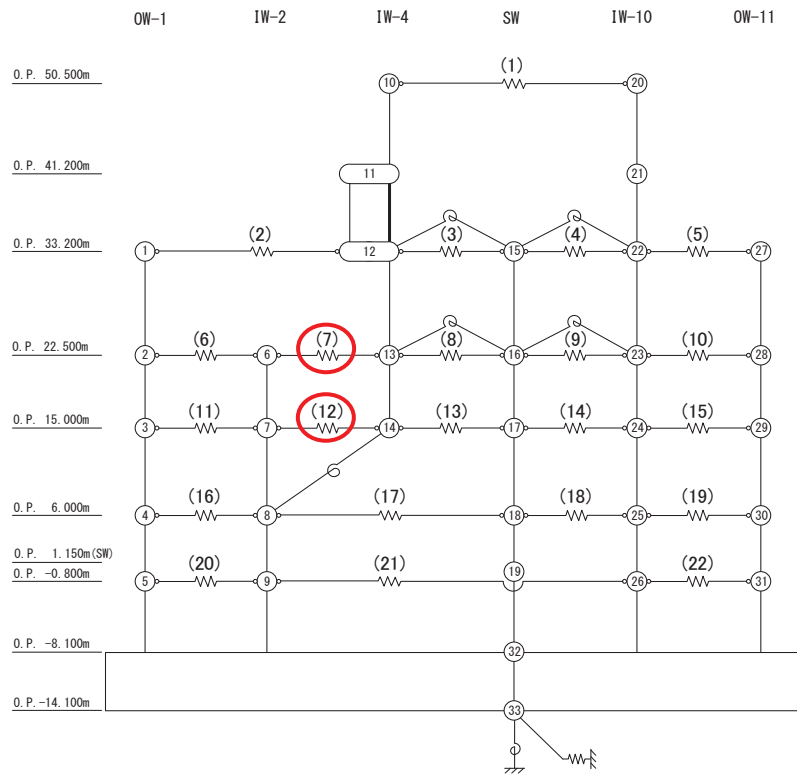 OW-1 IW-2 IW-4 SW IW-10 OW-11
O.P. 50.500m 10 (1) 20
O.P. 41.200m 11 21
O.P. 33.200m 1 (2) 12 (3) 15 (4) 22 (5) 27
O.P. 22.500m 2 (6) 6 (7) 13 (8) 16 (9) 23 (10) 28
O.P. 15.000m 3 (11) 7 (12) 14 (13) 17 (14) 24 (15) 29
O.P. 6.000m 4 (16) 8 (17) 18 (18) 25 (19) 30
O.P. 1.150m(SW) 19
O.P. -0.800m 5 (20) 9 (21) 26 (22) 31
O.P. -8.100m 32
O.P.-14.100m 33